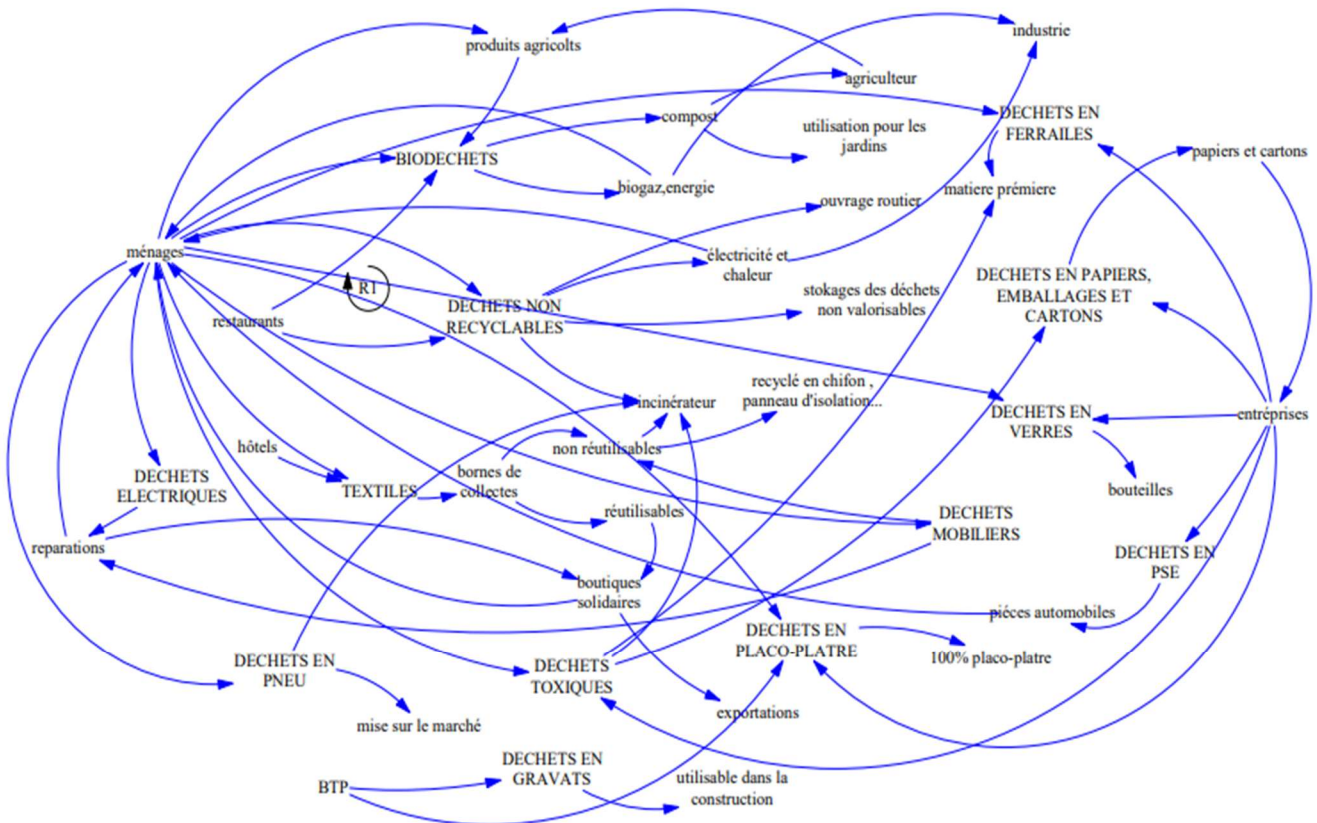 industrie
produits agricolts
agriculteur
compost
DECHETS EN
FERRAILES
utilisation pour les
jardins
papiers et cartons
BIODECHETS
biogaz,energie
matiere prémiere
ouvrage routier
ménages
électricité et
chaleur
DECHETS EN PAPIERS,
EMBALLAGES ET
CARTONS
R1
stokages des déchets
non valorisables
DECHETS NON
RECYCLABLES
restaurants
recyclé en chifon ,
panneau d'isolation...
incinérateur
DECHETS EN
VERRES
entréprises
hôtels
non réutilisables
bornes de
collectes
DECHETS
ELECTRIQUES
TEXTILES
bouteilles
réutilisables
DECHETS
MOBILIERS
reparations
DECHETS EN
PSE
boutiques
solidaires
piéces automobiles
DECHETS EN
PLACO-PLATRE
100% placo-platre
DECHETS EN
PNEU
DECHETS
TOXIQUES
exportations
mise sur le marché
DECHETS EN
GRAVATS
BTP
utilisable dans la
construction